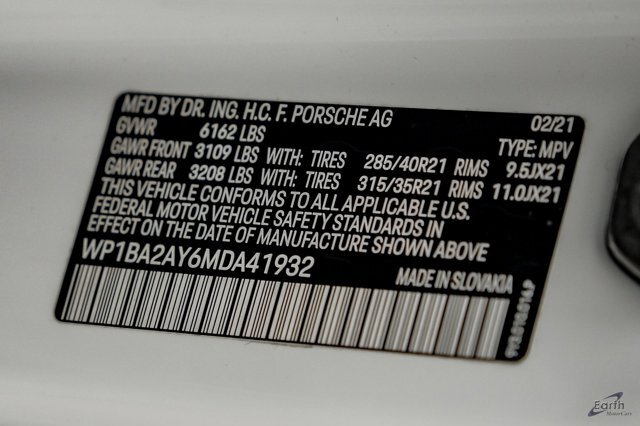 MFD BY DR. ING. H.C. F. PORSCHE AG 02/21
GVWR 6162 LBS TYPE: MPV
GAWR FRONT 3109 LBS WITH: TIRES 285/40R21 RIMS 9.5JX21
GAWR REAR 3208 LBS WITH: TIRES 315/35R21 RIMS 11.0JX21
THIS VEHICLE CONFORMS TO ALL APPLICABLE U.S.
FEDERAL MOTOR VEHICLE SAFETY STANDARDS IN
EFFECT ON THE DATE OF MANUFACTURE SHOWN ABOVE
WP1BA2AY6MDA41932 MADE IN SLOVAKIA
Earth
MotorCars